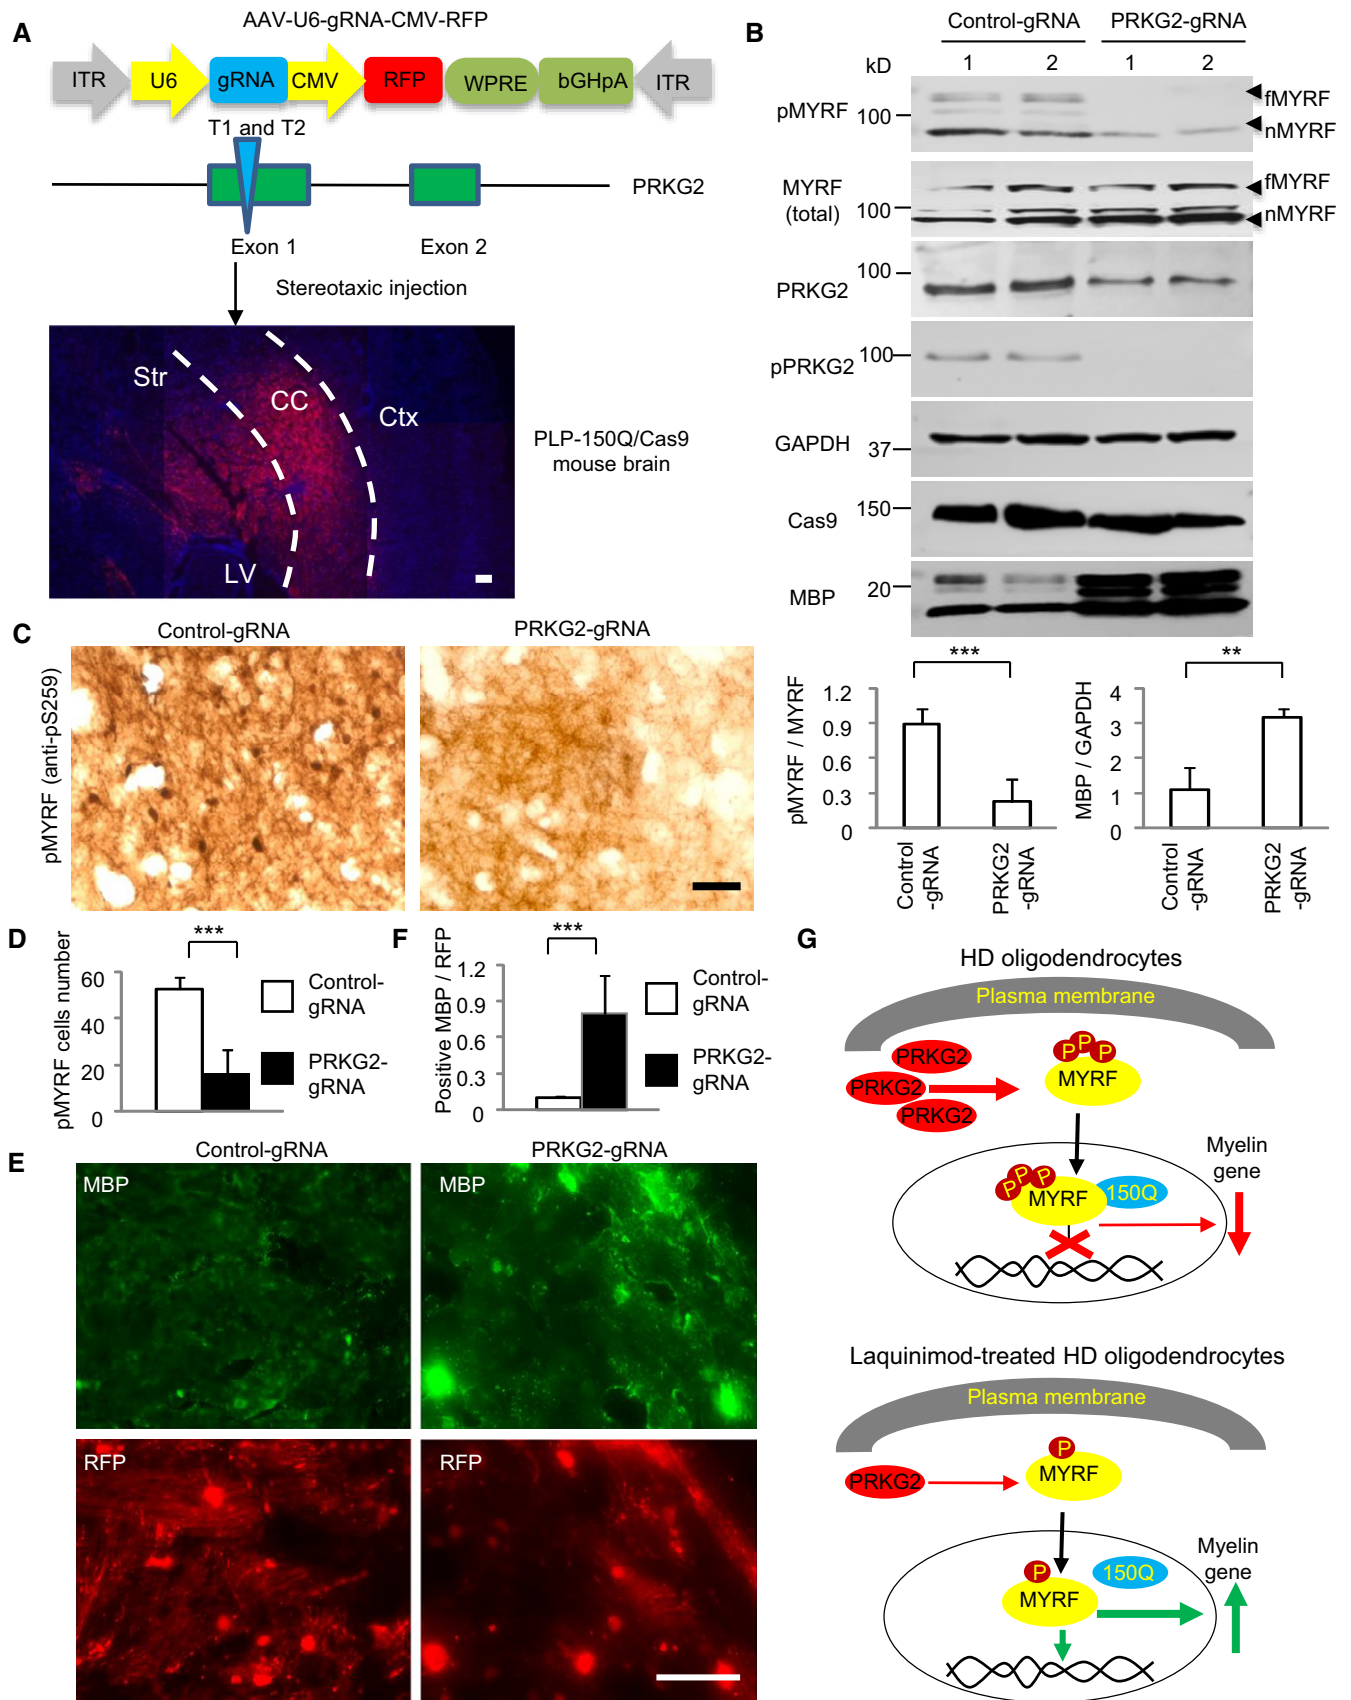 A
AAV-U6-gRNA-CMV-RFP
ITR
U6
gRNA
CMV
RFP
WPRE
bGHpA
ITR
T1 and T2
PRKG2
Exon 1
Exon 2
Stereotaxic injection
Str
CC
Ctx
LV
PLP-150Q/Cas9
mouse brain
B
Control-gRNA
PRKG2-gRNA
kD
1
2
1
2
pMYRF
100
fMYRF
nMYRF
MYRF
(total)
100
fMYRF
nMYRF
PRKG2
100
pPRKG2
100
GAPDH
37
Cas9
150
MBP
20
***
pMYRF / MYRF
1.2
0.9
0.6
0.3
0
Control
-gRNA
PRKG2
-gRNA
**
MBP / GAPDH
4
3
2
1
0
Control
-gRNA
PRKG2
-gRNA
C
Control-gRNA
PRKG2-gRNA
pMYRF (anti-pS259)
D
***
pMYRF cells number
60
40
20
0
Control-
gRNA
PRKG2-
gRNA
F
***
Positive MBP / RFP
1.2
0.9
0.6
0.3
0
Control-
gRNA
PRKG2-
gRNA
E
Control-gRNA
PRKG2-gRNA
MBP
MBP
RFP
RFP
G
HD oligodendrocytes
Plasma membrane
PRKG2
PRKG2
PRKG2
P
P
P
MYRF
P
P
P
MYRF
150Q
Myelin
gene
Laquinimod-treated HD oligodendrocytes
Plasma membrane
PRKG2
P
MYRF
P
MYRF
150Q
Myelin
gene